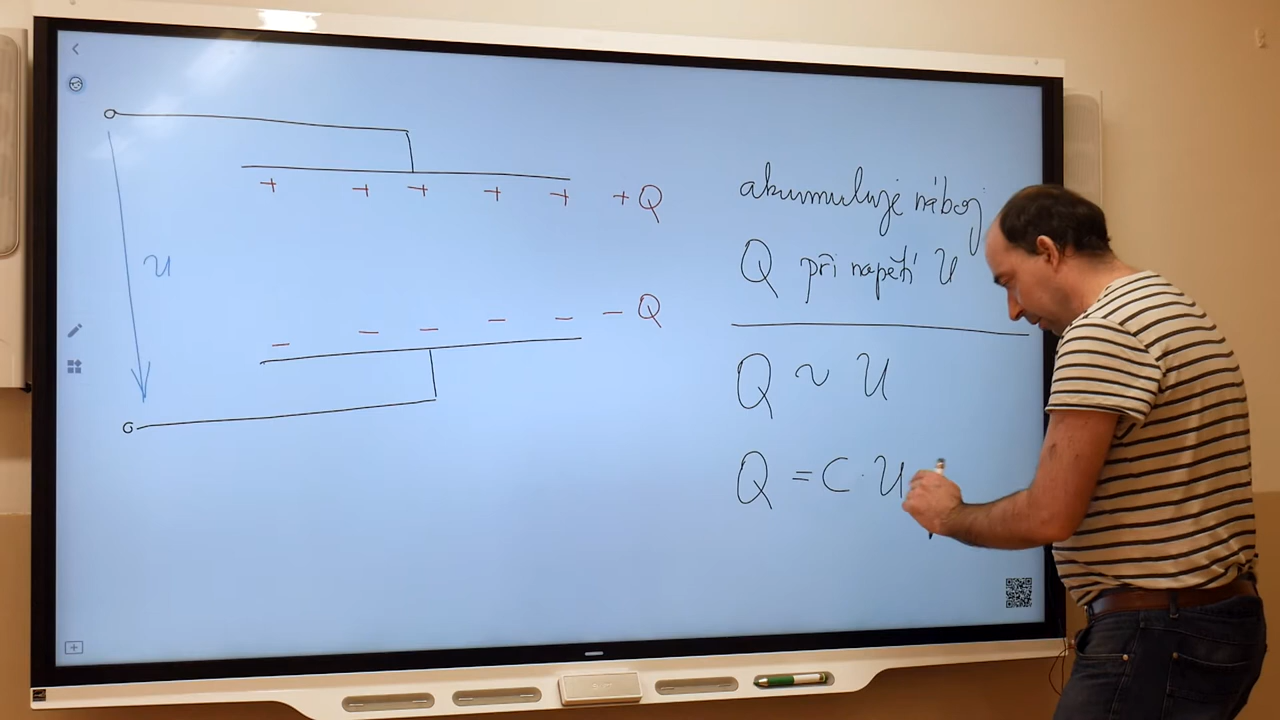 + + + + + +Q
U
- - - - - -Q
akumuluje náboj
Q při napětí U
Q ~ U
Q = C · U